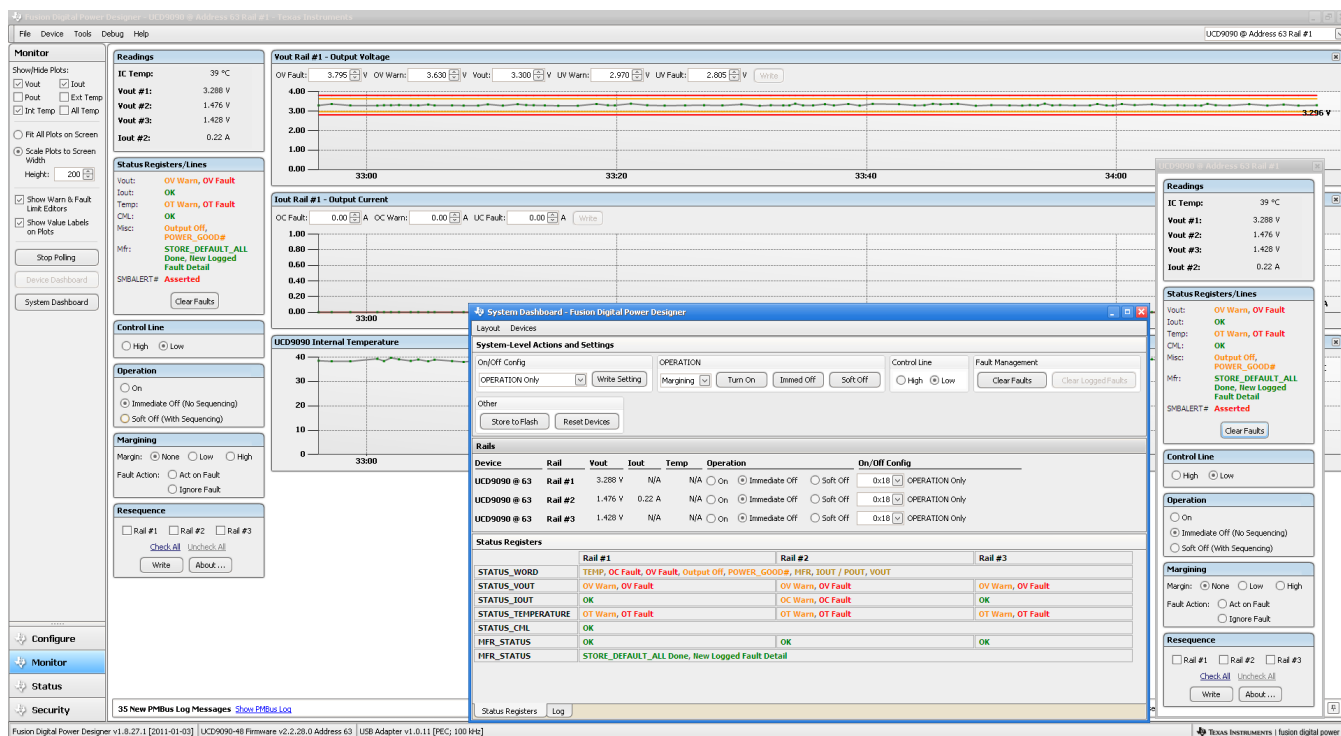 Fusion Digital Power Designer - UCD9090 @ Address 63 Rail #1 - Texas Instruments
File Device Tools Debug Help
UCD9090 @ Address 63 Rail #1
Monitor
Show/Hide Plots:
Vout Iout
Pout Ext Temp
Int Temp All Temp
Fit All Plots on Screen
Scale Plots to Screen
Width
Height: 200
Show Warn & Fault
Limit Editors
Show Value Labels
on Plots
Stop Polling
Device Dashboard
System Dashboard
Configure
Monitor
Status
Security
Readings
IC Temp: 39 °C
Vout #1: 3.288 V
Vout #2: 1.476 V
Vout #3: 1.428 V
Iout #2: 0.22 A
Status Registers/Lines
Vout: OV Warn, OV Fault
Iout: OK
Temp: OT Warn, OT Fault
CML: OK
Misc: Output Off,
POWER_GOOD#
Mfr: STORE_DEFAULT_ALL
Done, New Logged
Fault Detail
SMBALERT# Asserted
Clear Faults
Control Line
High Low
Operation
On
Immediate Off (No Sequencing)
Soft Off (With Sequencing)
Margining
Margin: None Low High
Fault Action: Act on Fault
Ignore Fault
Resequence
Rail #1 Rail #2 Rail #3
Check All Uncheck All
Write About ...
Vout Rail #1 - Output Voltage
OV Fault: 3.795 V OV Warn: 3.630 V Vout: 3.300 V UV Warn: 2.970 V UV Fault: 2.805 V Write
4.00
3.00
2.00
1.00
0.00
3.296 V
33:00 33:20 33:40 34:00
Iout Rail #1 - Output Current
OC Fault: 0.00 A OC Warn: 0.00 A UC Fault: 0.00 A Write
1.00
0.80
0.60
0.40
0.20
0.00
33:00
A
UCD9090 Internal Temperature
40
30
20
10
0
33:00
System Dashboard - Fusion Digital Power Designer
Layout Devices
System-Level Actions and Settings
On/Off Config
OPERATION Only Write Setting
OPERATION
Margining Turn On Immed Off Soft Off
Control Line
High Low
Fault Management
Clear Faults Clear Logged Faults
Other
Store to Flash Reset Devices
Rails
Device Rail Vout Iout Temp Operation On/Off Config
UCD9090 @ 63 Rail #1 3.288 V N/A N/A On Immediate Off Soft Off 0x18 OPERATION Only
UCD9090 @ 63 Rail #2 1.476 V 0.22 A N/A On Immediate Off Soft Off 0x18 OPERATION Only
UCD9090 @ 63 Rail #3 1.428 V N/A N/A On Immediate Off Soft Off 0x18 OPERATION Only
Status Registers
Rail #1 Rail #2 Rail #3
STATUS_WORD TEMP, OC Fault, OV Fault, Output Off, POWER_GOOD#, MFR, IOUT / POUT, VOUT
STATUS_VOUT OV Warn, OV Fault OV Warn, OV Fault OV Warn, OV Fault
STATUS_IOUT OK OC Warn, OC Fault OK
STATUS_TEMPERATURE OT Warn, OT Fault OT Warn, OT Fault OT Warn, OT Fault
STATUS_CML OK
MFR_STATUS OK OK OK
MFR_STATUS STORE_DEFAULT_ALL Done, New Logged Fault Detail
Status Registers Log
UCD9090 @ Address 63 Rail #1
Readings
IC Temp: 39 °C
Vout #1: 3.288 V
Vout #2: 1.476 V
Vout #3: 1.428 V
Iout #2: 0.22 A
Status Registers/Lines
Vout: OV Warn, OV Fault
Iout: OK
Temp: OT Warn, OT Fault
CML: OK
Misc: Output Off,
POWER_GOOD#
Mfr: STORE_DEFAULT_ALL
Done, New Logged
Fault Detail
SMBALERT# Asserted
Clear Faults
Control Line
High Low
Operation
On
Immediate Off (No Sequencing)
Soft Off (With Sequencing)
Margining
Margin: None Low High
Fault Action: Act on Fault
Ignore Fault
Resequence
Rail #1 Rail #2 Rail #3
Check All Uncheck All
Write About ...
35 New PMBus Log Messages Show PMBus Log
Fusion Digital Power Designer v1.8.27.1 [2011-01-03] UCD9090-48 Firmware v2.2.28.0 Address 63 USB Adapter v1.0.11 [PEC; 100 kHz]
TEXAS INSTRUMENTS | fusion digital power